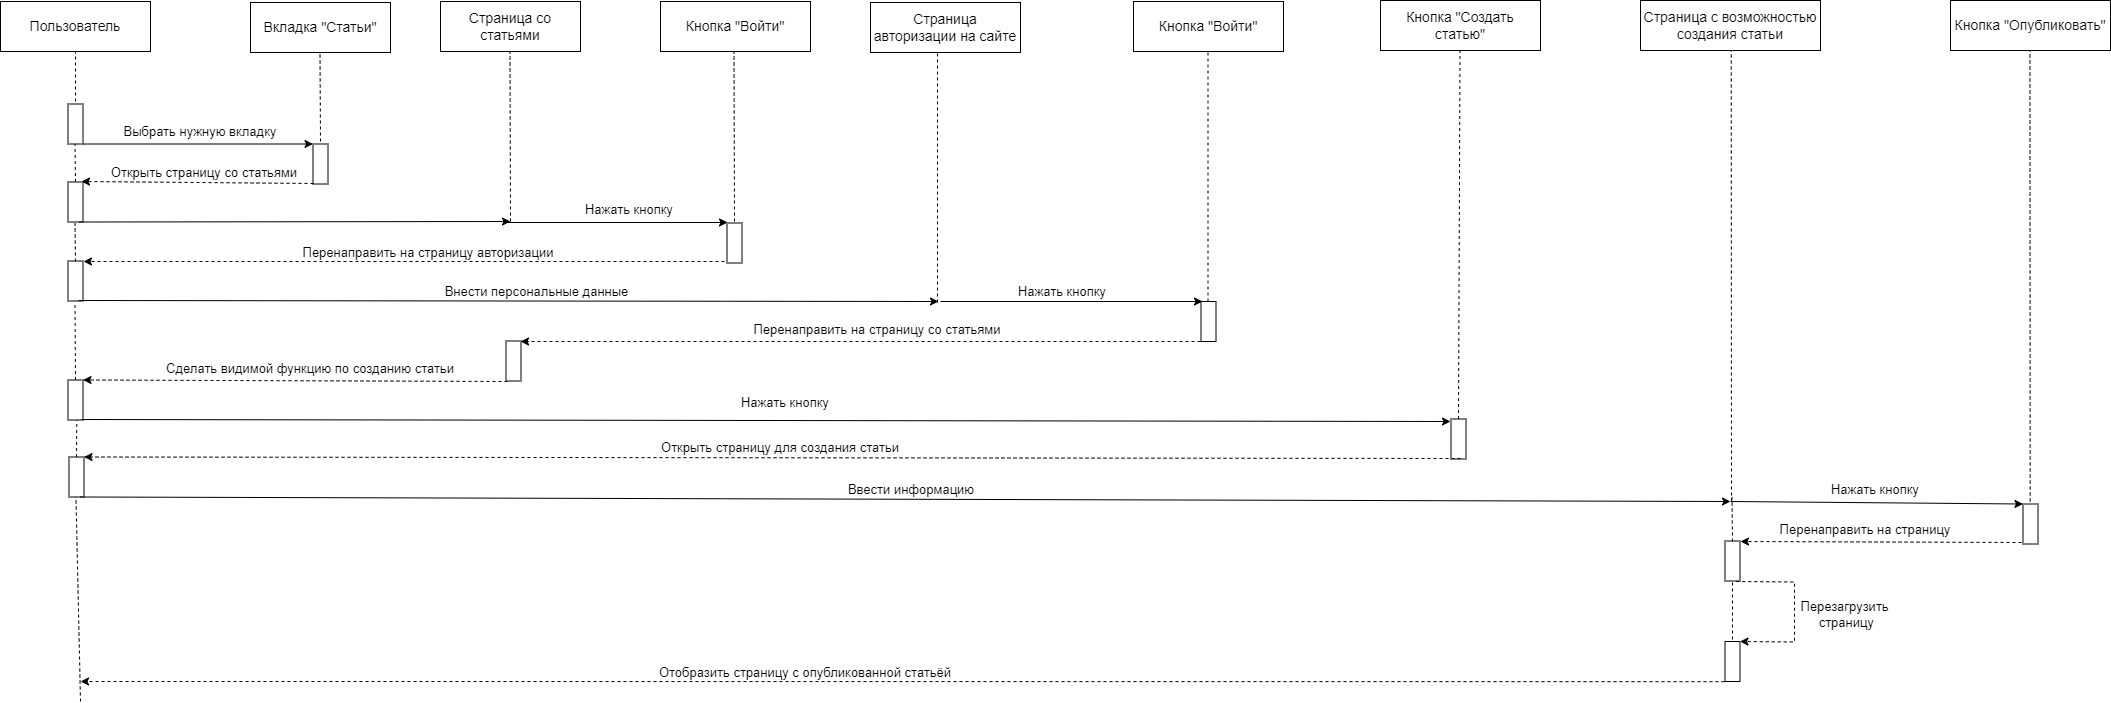 Пользователь
Вкладка "Статьи"
Страница со
статьями
Кнопка "Войти"
Страница
авторизации на сайте
Кнопка "Войти"
Кнопка "Создать
статью"
Страница с возможностью
создания статьи
Кнопка "Опубликовать"
Выбрать нужную вкладку
Открыть страницу со статьями
Нажать кнопку
Перенаправить на страницу авторизации
Внести персональные данные
Нажать кнопку
Перенаправить на страницу со статьями
Сделать видимой функцию по созданию статьи
Нажать кнопку
Открыть страницу для создания статьи
Ввести информацию
Нажать кнопку
Перенаправить на страницу
Перезагрузить
страницу
Отобразить страницу с опубликованной статьёй